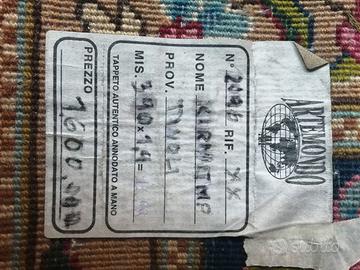 ARTEMONDO
N° 2096 RIF. XX
NOME KIRMAN
PROV.
MIS. 390 x
TAPPETO AUTENTICO ANNODATO A MANO
PREZZO
1,600,000
subito